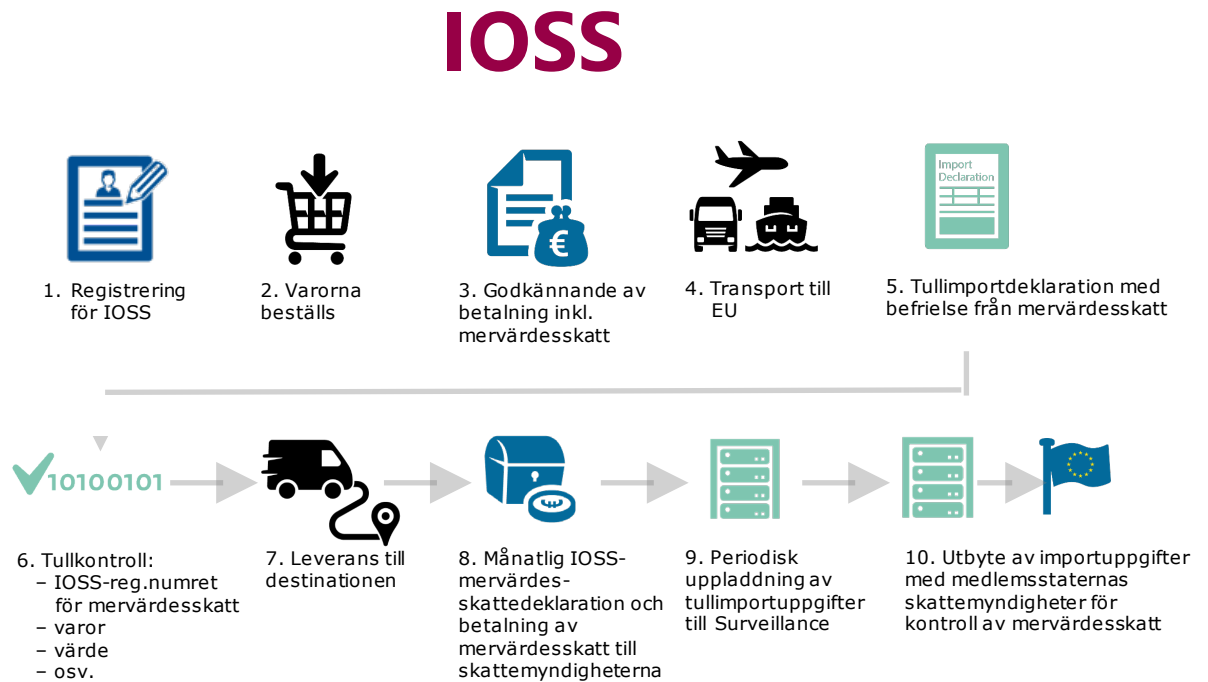 IOSS
Import
Declaration
1. Registrering
för IOSS
2. Varorna
beställs
3. Godkännande av
betalning inkl.
mervärdesskatt
4. Transport till
EU
5. Tullimportdeklaration med
befrielse från mervärdesskatt
10100101
6. Tullkontroll:
– IOSS-reg.numret
för mervärdesskatt
– varor
– värde
– osv.
7. Leverans till
destinationen
8. Månatlig IOSS-
mervärdes-
skattedeklaration och
betalning av
mervärdesskatt till
skattemyndigheterna
9. Periodisk
uppladdning av
tullimportuppgifter
till Surveillance
10. Utbyte av importuppgifter
med medlemsstaternas
skattemyndigheter för
kontroll av mervärdesskatt